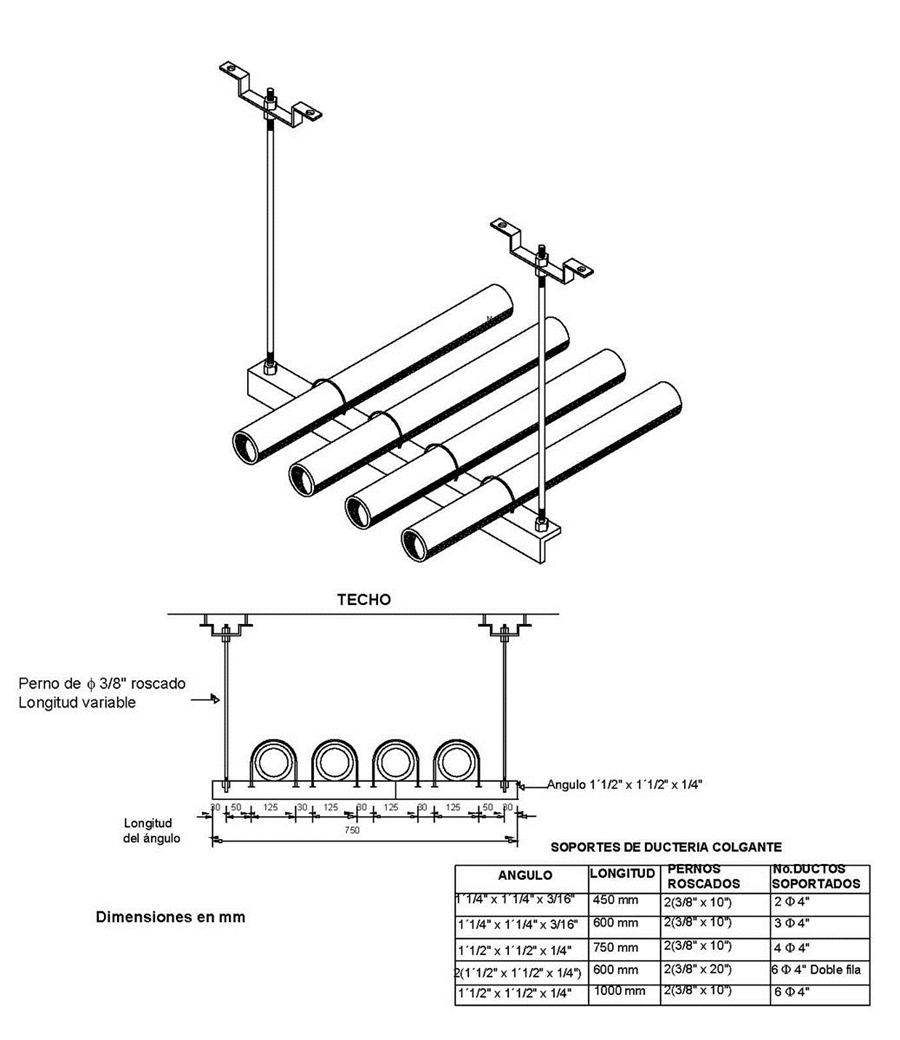 TECHO
Perno de ϕ 3/8" roscado
Longitud variable
Angulo 1´1/2" x 1´1/2" x 1/4"
30 50 125 30 125 30 125 30 125 50 30
750
Longitud
del ángulo
Dimensiones en mm
SOPORTES DE DUCTERIA COLGANTE
ANGULO LONGITUD PERNOS ROSCADOS No.DUCTOS SOPORTADOS
1´1/4" x 1´1/4" x 3/16" 450 mm 2(3/8" x 10") 2 Φ 4"
1´1/4" x 1´1/4" x 3/16" 600 mm 2(3/8" x 10") 3 Φ 4"
1´1/2" x 1´1/2" x 1/4" 750 mm 2(3/8" x 10") 4 Φ 4"
2(1´1/2" x 1´1/2" x 1/4") 600 mm 2(3/8" x 20") 6 Φ 4" Doble fila
1´1/2" x 1´1/2" x 1/4" 1000 mm 2(3/8" x 10") 6 Φ 4"